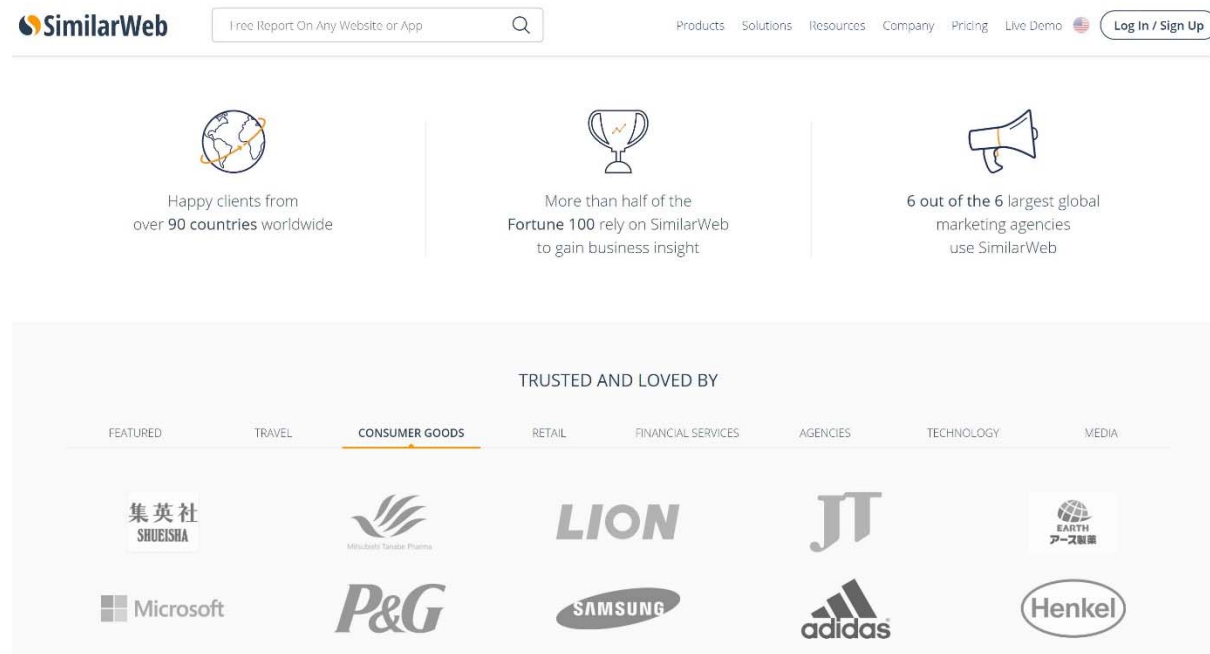 SimilarWeb
Free Report On Any Website or App
Products Solutions Resources Company Pricing Live Demo Log In / Sign Up
Happy clients from
over 90 countries worldwide
More than half of the
Fortune 100 rely on SimilarWeb
to gain business insight
6 out of the 6 largest global
marketing agencies
use SimilarWeb
TRUSTED AND LOVED BY
FEATURED TRAVEL CONSUMER GOODS RETAIL FINANCIAL SERVICES AGENCIES TECHNOLOGY MEDIA
集英社
SHUEISHA
Mitsubishi Tanabe Pharma
LION
JT
EARTH
アース製薬
Microsoft
P&G
SAMSUNG
adidas
Henkel